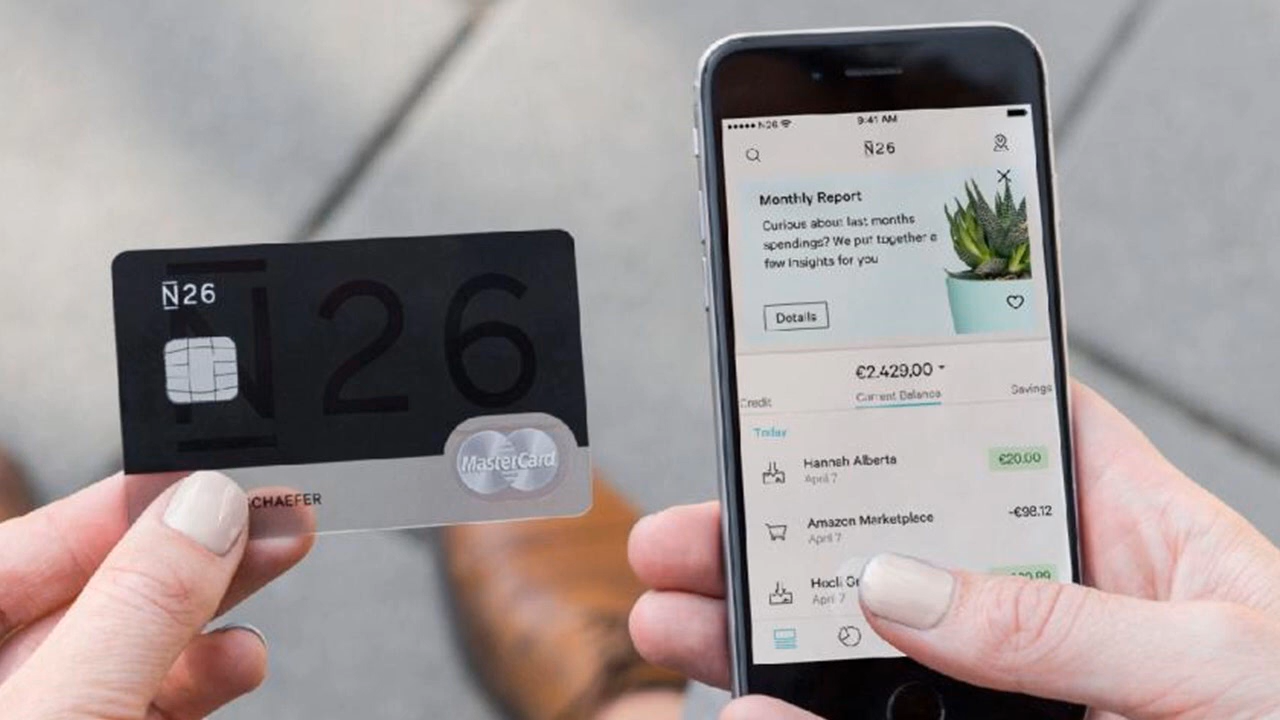 N26
N26
MasterCard
SCHAEFER
N26
9:41 AM
N26
Monthly Report
Curious about last months
spendings? We put together a
few insights for you
Details
€2.429,00
Credit
Current Balance
Savings
Today
Hannah Alberta
€20.00
April 7
Amazon Marketplace
-€98.12
April 7
April 7